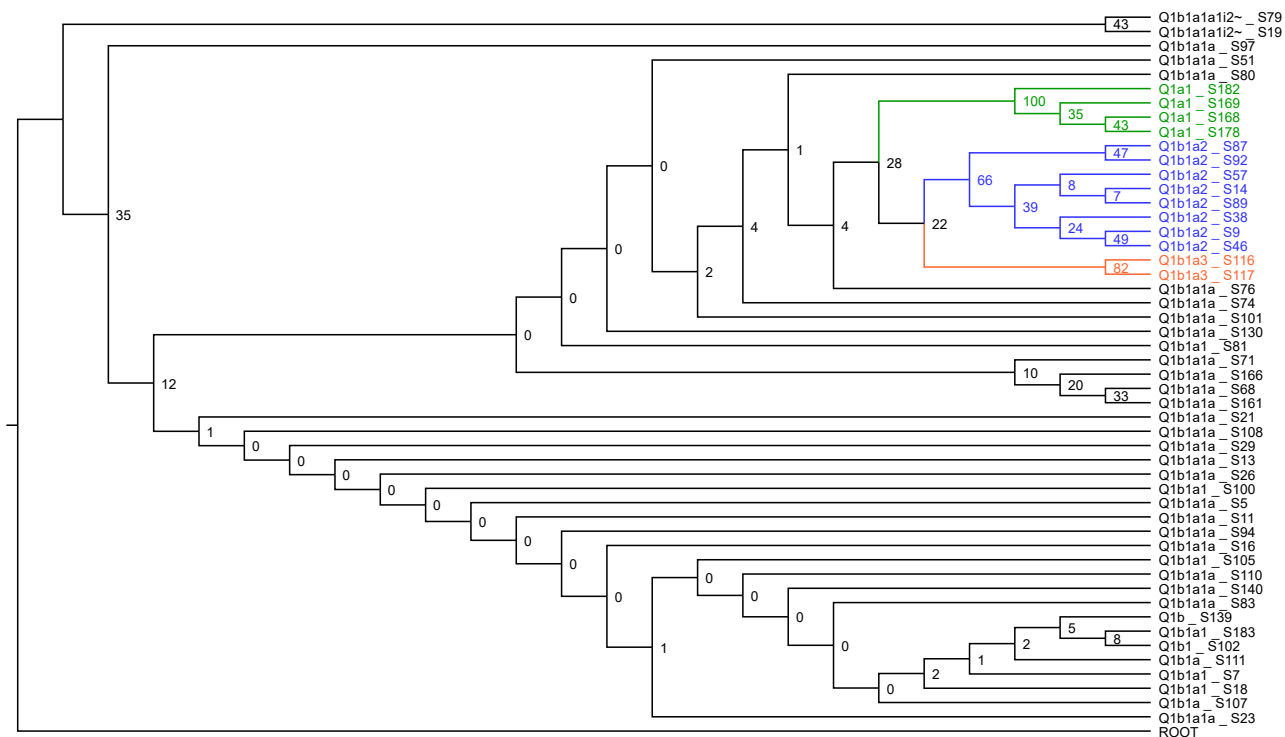 Q1b1a1a1i2~ _ S79
43
Q1b1a1a1i2~ _ S19
Q1b1a1a _ S97
Q1b1a1a _ S51
Q1b1a1a _ S80
Q1a1 _ S182
100
Q1a1 _ S169
35
Q1a1 _ S168
43
Q1a1 _ S178
Q1b1a2 _ S87
1
47
Q1b1a2 _ S92
28
0
Q1b1a2 _ S57
66
8
Q1b1a2 _ S14
7
Q1b1a2 _ S89
39
35
Q1b1a2 _ S38
4
4
22
24
Q1b1a2 _ S9
49
Q1b1a2 _ S46
0
Q1b1a3 _ S116
82
2
Q1b1a3 _ S117
Q1b1a1a _ S76
0
Q1b1a1a _ S74
Q1b1a1a _ S101
0
Q1b1a1a _ S130
Q1b1a1 _ S81
Q1b1a1a _ S71
10
Q1b1a1a _ S166
12
20
Q1b1a1a _ S68
33
Q1b1a1a _ S161
Q1b1a1a _ S21
1
Q1b1a1a _ S108
0
Q1b1a1a _ S29
0
Q1b1a1a _ S13
0
Q1b1a1a _ S26
0
Q1b1a1 _ S100
0
Q1b1a1a _ S5
0
Q1b1a1a _ S11
0
Q1b1a1a _ S94
0
Q1b1a1a _ S16
Q1b1a1 _ S105
0
Q1b1a1a _ S110
0
0
Q1b1a1a _ S140
Q1b1a1a _ S83
0
Q1b _ S139
5
Q1b1a1 _ S183
8
2
Q1b1 _ S102
0
1
1
Q1b1a _ S111
2
Q1b1a1 _ S7
0
Q1b1a1 _ S18
Q1b1a _ S107
Q1b1a1a _ S23
ROOT